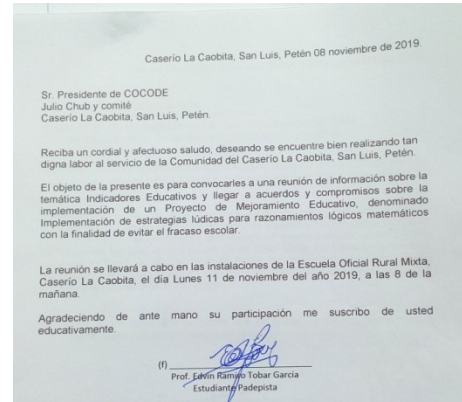 Caserío La Caobita, San Luis, Petén 08 noviembre de 2019.
Sr. Presidente de COCODE
Julio Chub y comité
Caserío La Caobita, San Luis, Petén.
Reciba un cordial y afectuoso saludo, deseando se encuentre bien realizando tan
digna labor al servicio de la Comunidad del Caserío La Caobita, San Luis, Petén.
El objeto de la presente es para convocarles a una reunión de información sobre la
temática Indicadores Educativos y llegar a acuerdos y compromisos sobre la
implementación de un Proyecto de Mejoramiento Educativo, denominado
Implementación de estrategias lúdicas para razonamientos lógicos matemáticos
con la finalidad de evitar el fracaso escolar.
La reunión se llevará a cabo en las instalaciones de la Escuela Oficial Rural Mixta,
Caserío La Caobita, el día Lunes 11 de noviembre del año 2019, a las 8 de la
mañana.
Agradeciendo de ante mano su participación me suscribo de usted
educativamente.
(f)
Prof. Edvin Ramiro Tobar García
Estudiante Padepista